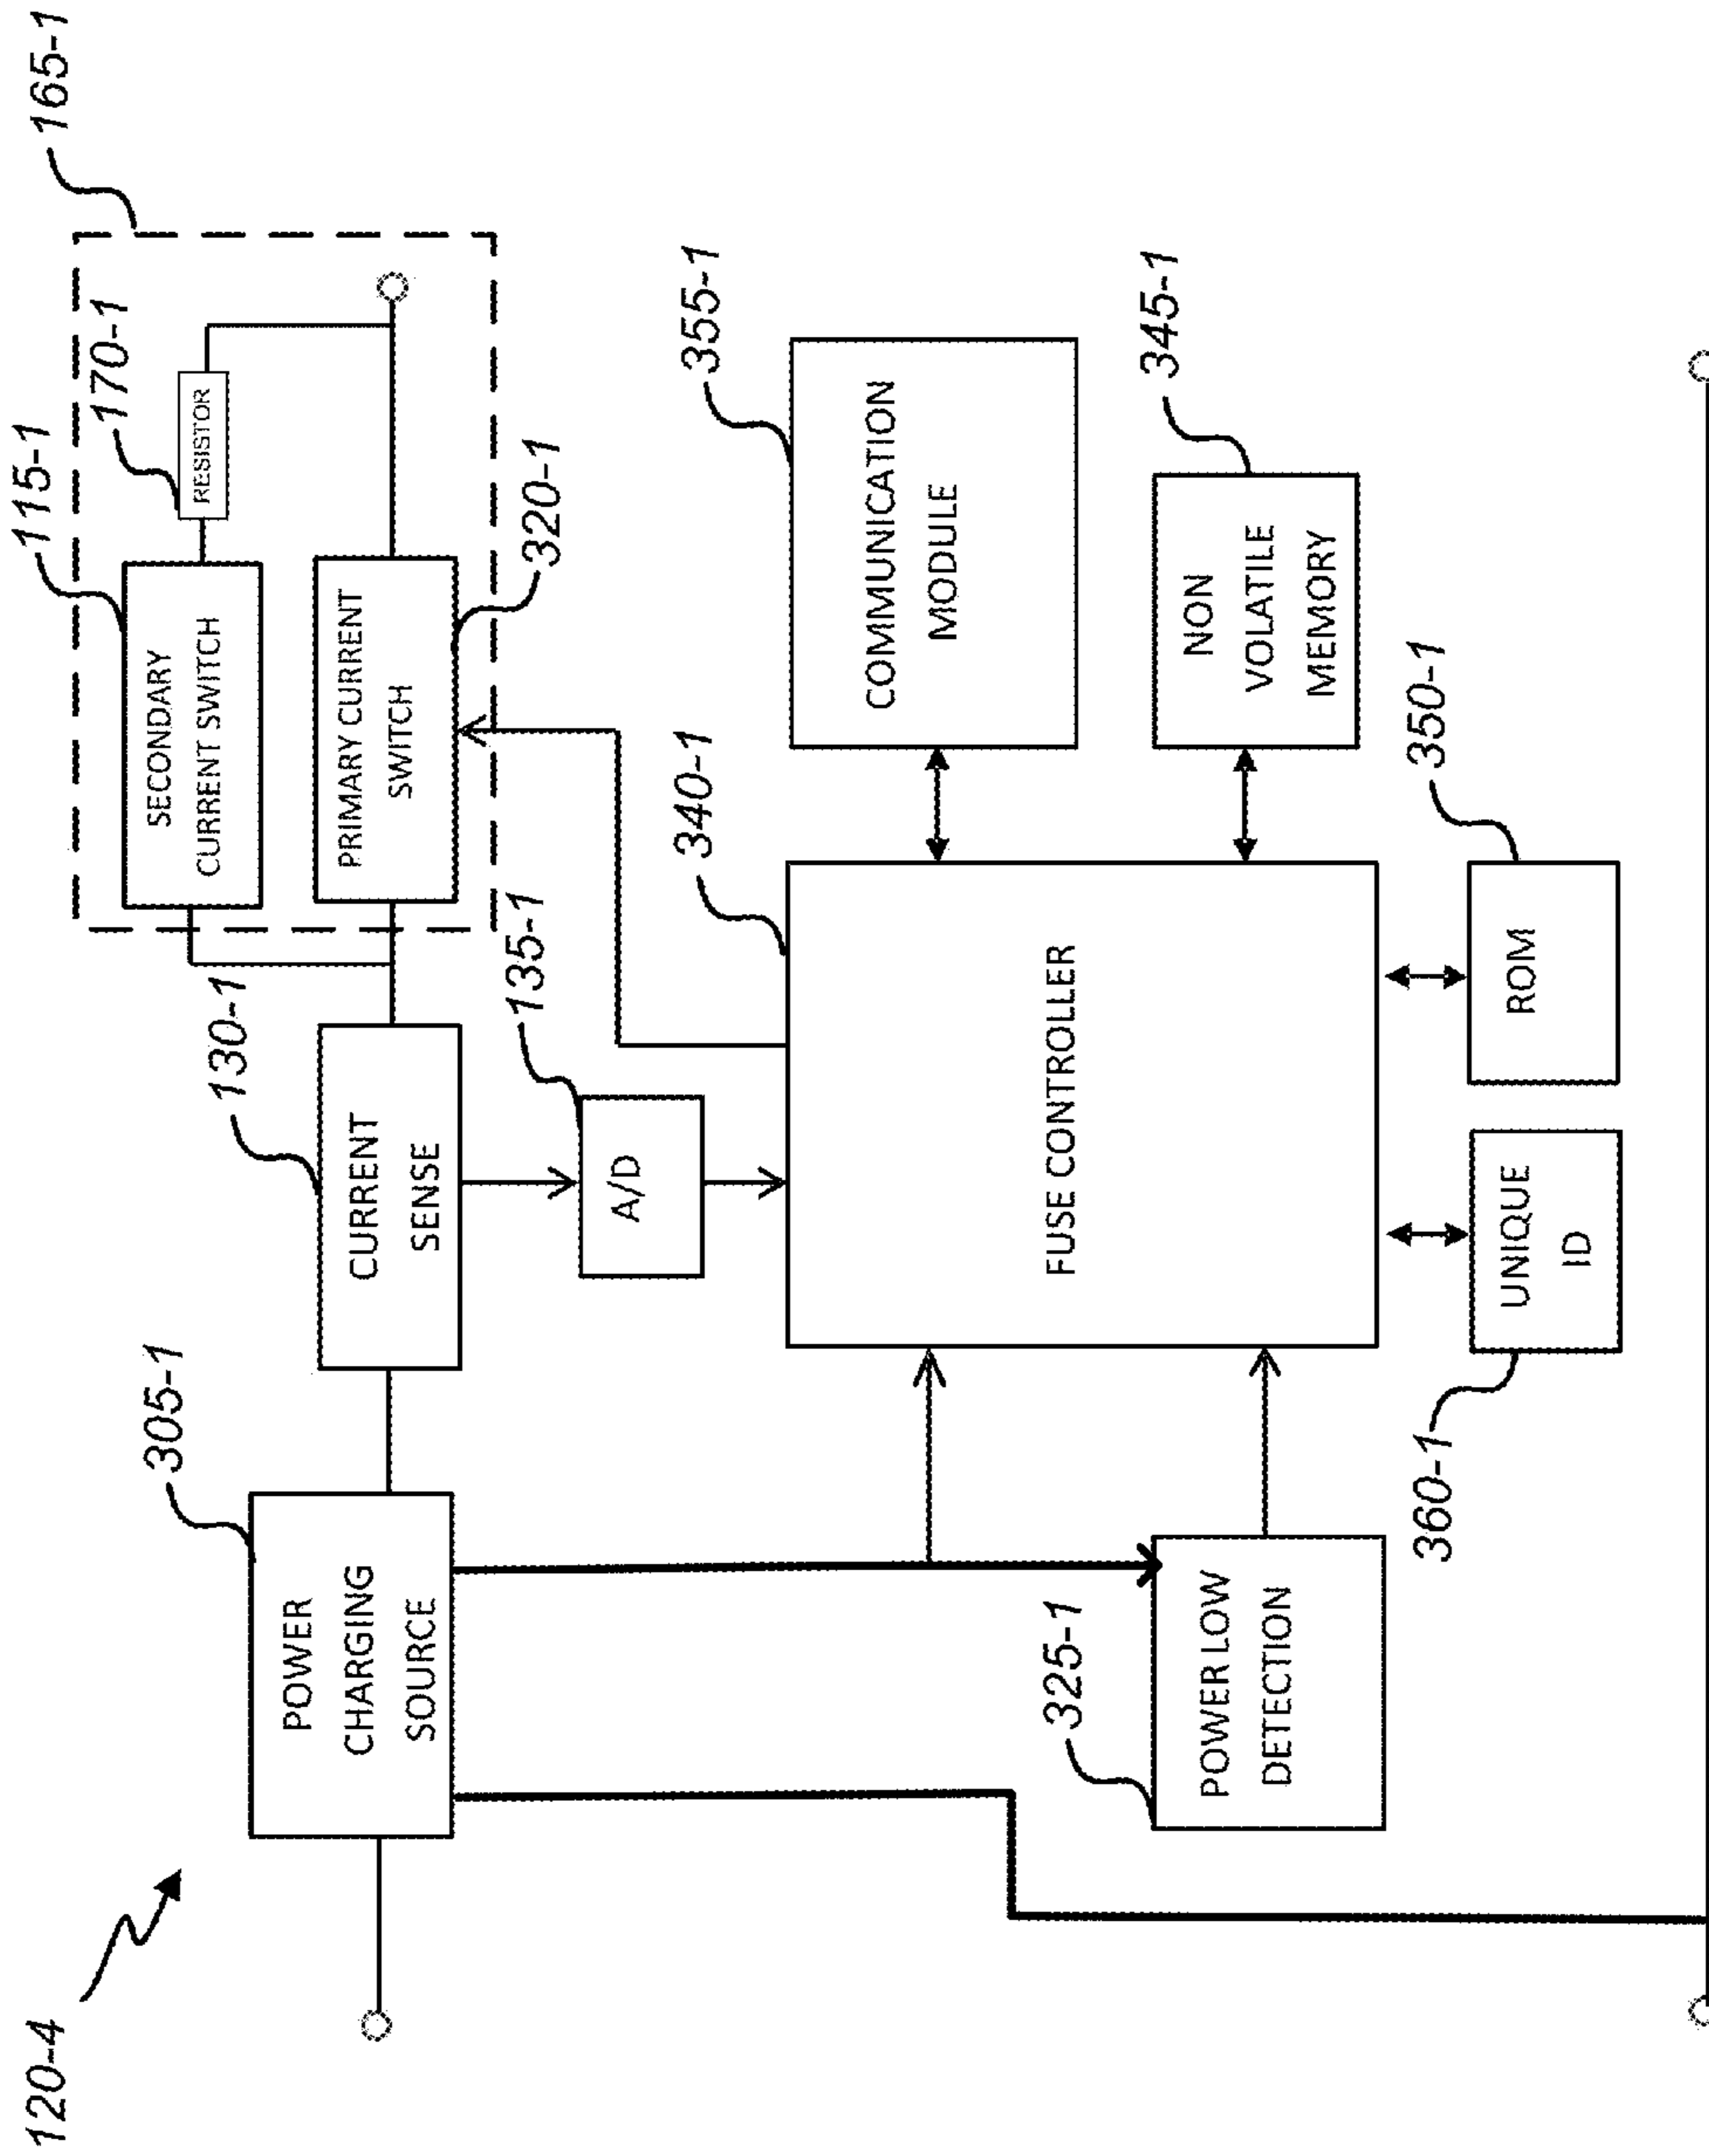 120-4
165-1
115-1
170-1
SECONDARY
CURRENT SWITCH
RESISTOR
305-1
130-1
POWER
CHARGING
SOURCE
CURRENT
SENSE
PRIMARY CURRENT
SWITCH
320-1
135-1
A/D
340-1
355-1
FUSE CONTROLLER
COMMUNICATION
MODULE
325-1
POWER LOW
DETECTION
345-1
NON
VOLATILE
MEMORY
350-1
360-1
UNIQUE
ID
ROM